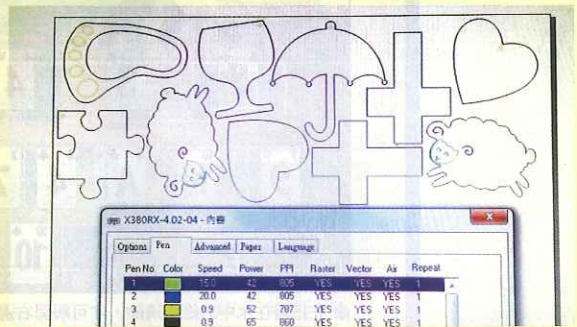 X380RX-4.02-04 - 內容
Options Pen Advanced Paper Language
Pen No. Color Speed Power PPI Raster Vector Air Repeat
1 15.0 42 805 YES YES YES 1
2 20.0 42 805 YES YES YES 1
3 0.9 52 787 YES YES YES 1
4 0.9 65 860 YES YES YES 1